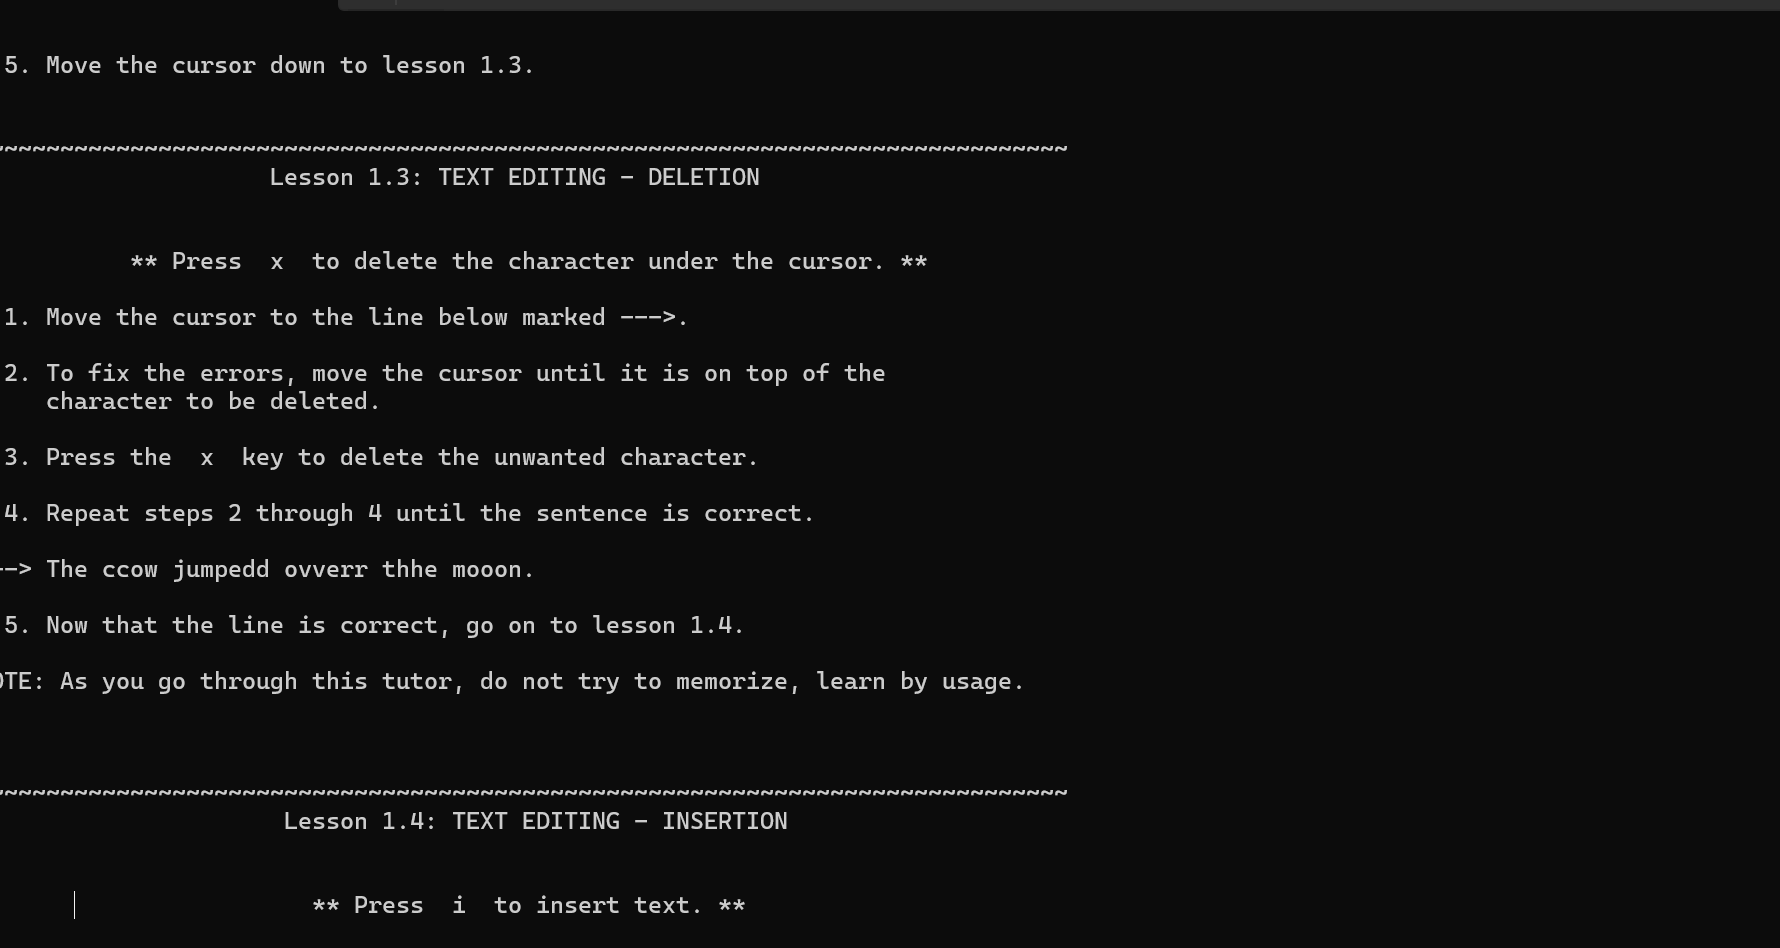 5. Move the cursor down to lesson 1.3.
~~~~~~~~~~~~~~~~~~~~~~~~~~~~~~~~~~~~~~~~~~~~~~~~~~~~~~~~~~~~~~~~~~~~~~~~~~~~~
Lesson 1.3: TEXT EDITING - DELETION
** Press  x  to delete the character under the cursor. **
1. Move the cursor to the line below marked --->.
2. To fix the errors, move the cursor until it is on top of the
character to be deleted.
3. Press the  x  key to delete the unwanted character.
4. Repeat steps 2 through 4 until the sentence is correct.
--> The ccow jumpedd ovverr thhe mooon.
5. Now that the line is correct, go on to lesson 1.4.
OTE: As you go through this tutor, do not try to memorize, learn by usage.
~~~~~~~~~~~~~~~~~~~~~~~~~~~~~~~~~~~~~~~~~~~~~~~~~~~~~~~~~~~~~~~~~~~~~~~~~~~~~
Lesson 1.4: TEXT EDITING - INSERTION
** Press  i  to insert text. **